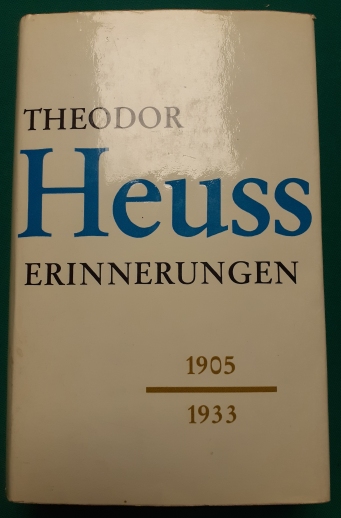 THEODOR
Heuss
ERINNERUNGEN
1905
1933